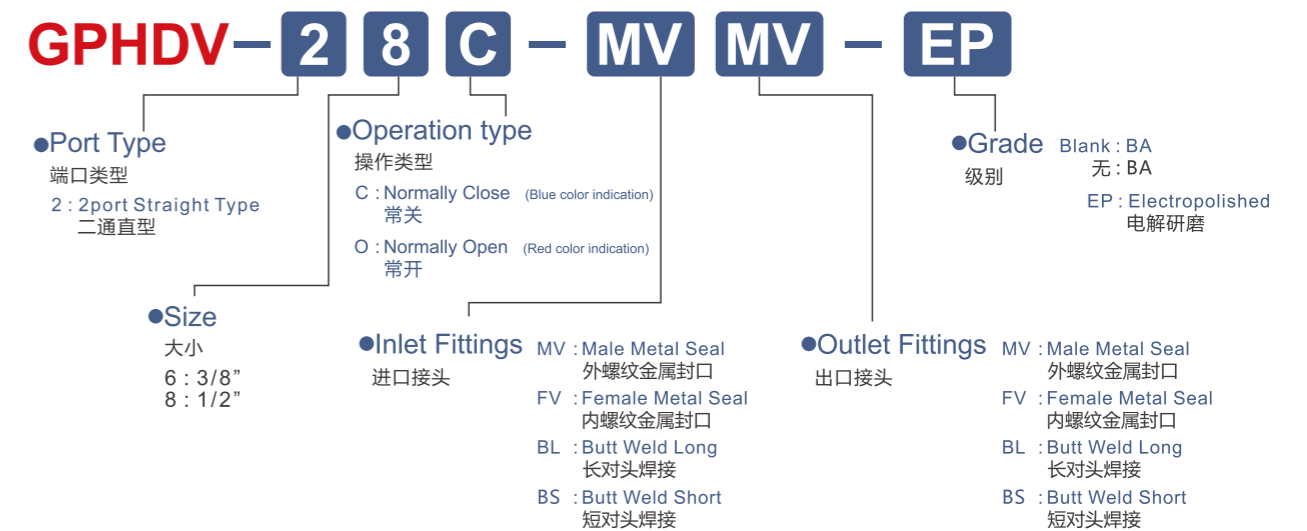 GPHDV-28C-MVMV-EP
●Port Type
端口类型
2 : 2port Straight Type
二通直型
●Size
大小
6 : 3/8”
8 : 1/2”
●Operation type
操作类型
C : Normally Close (Blue color indication)
常关
O : Normally Open (Red color indication)
常开
●Inlet Fittings
进口接头
MV : Male Metal Seal
外螺纹金属封口
FV : Female Metal Seal
内螺纹金属封口
BL : Butt Weld Long
长对头焊接
BS : Butt Weld Short
短对头焊接
●Outlet Fittings
出口接头
MV : Male Metal Seal
外螺纹金属封口
FV : Female Metal Seal
内螺纹金属封口
BL : Butt Weld Long
长对头焊接
BS : Butt Weld Short
短对头焊接
●Grade
级别
Blank : BA
无 : BA
EP : Electropolished
电解研磨